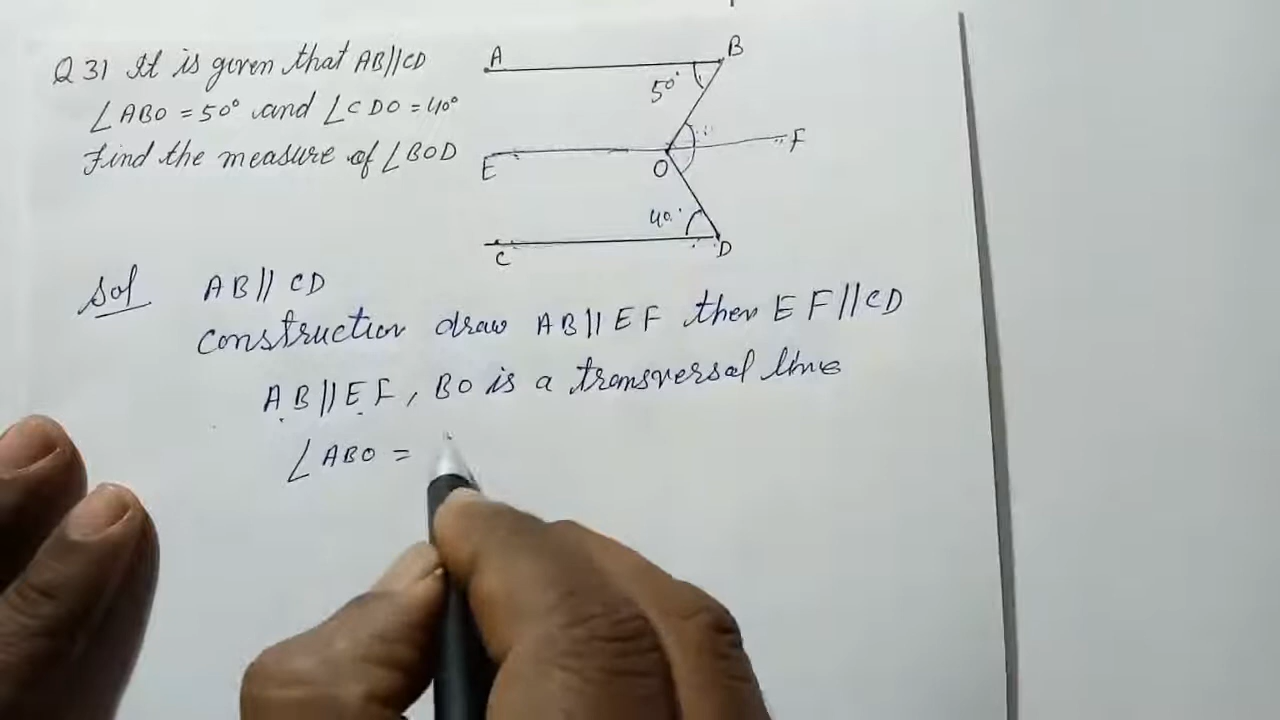 Q 31 It is given that AB||CD
∠ABO = 50° and ∠CDO = 40°
Find the measure of ∠BOD
A
B
50°
E
O
F
40°
C
D
Sol AB || CD
Construction draw AB || EF then EF || CD
AB || EF, BO is a transversal line
∠ABO =